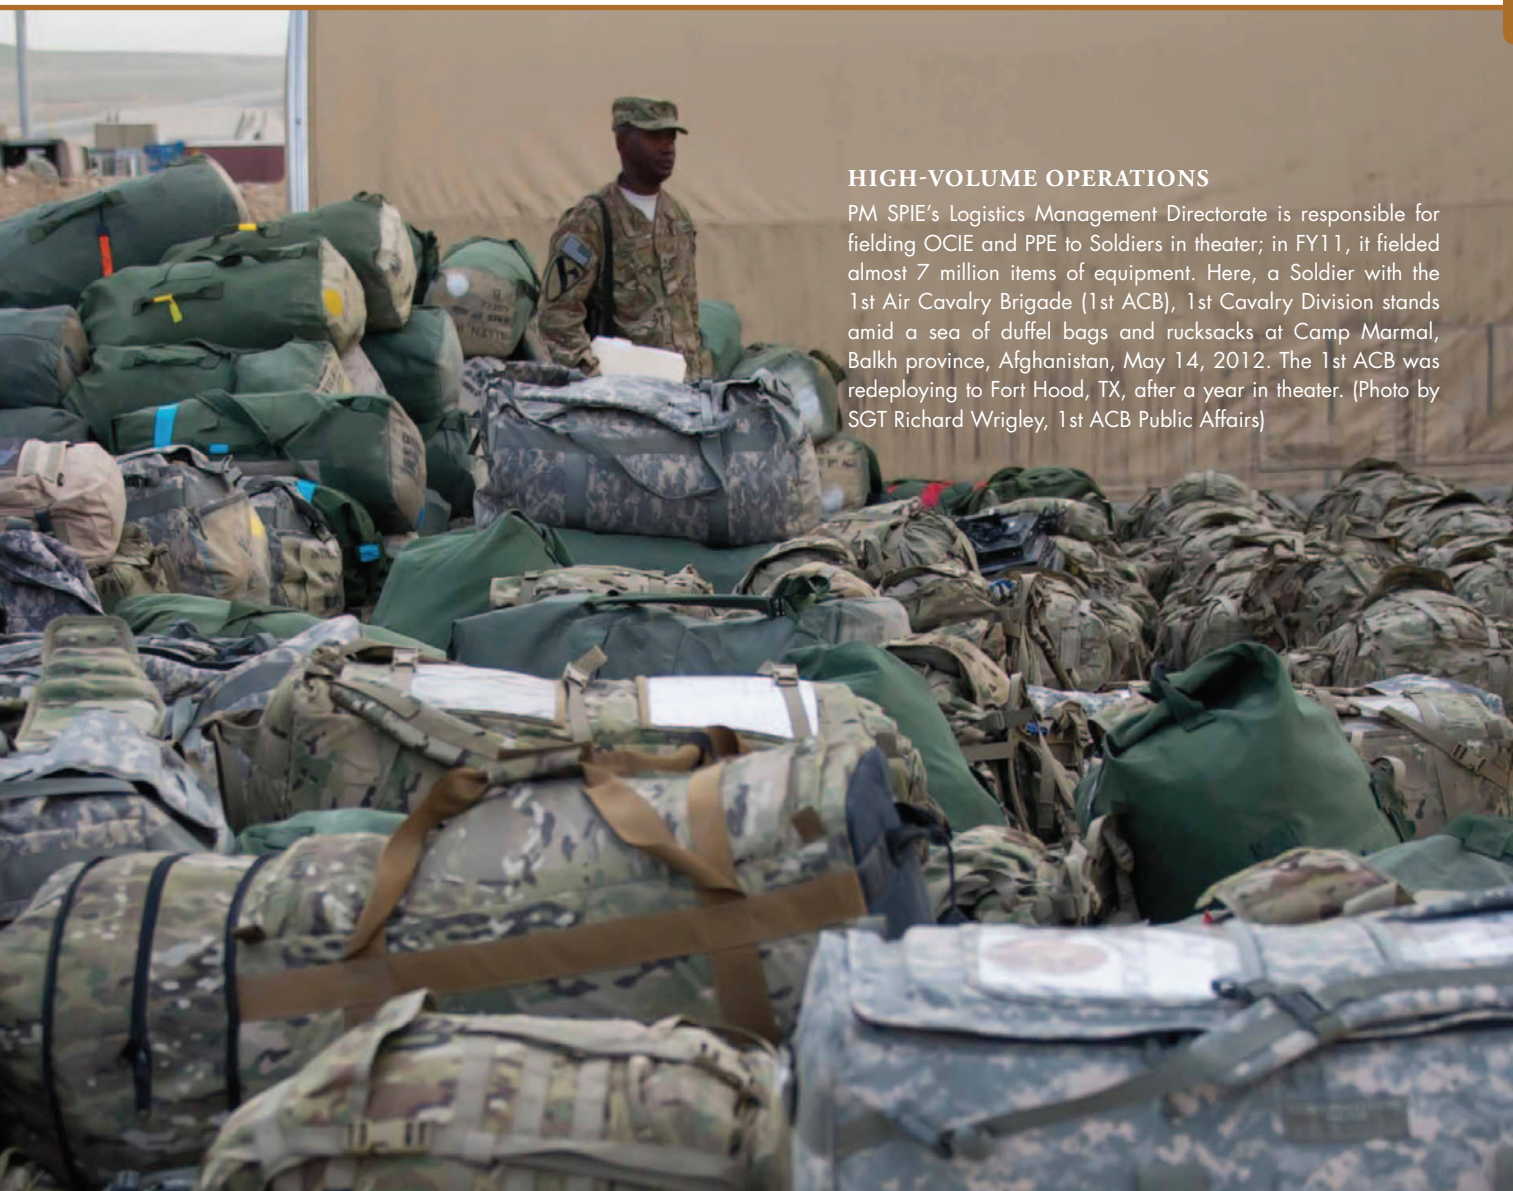 HIGH-VOLUME OPERATIONS
PM SPIE’s Logistics Management Directorate is responsible for
fielding OCIE and PPE to Soldiers in theater; in FY11, it fielded
almost 7 million items of equipment. Here, a Soldier with the
1st Air Cavalry Brigade (1st ACB), 1st Cavalry Division stands
amid a sea of duffel bags and rucksacks at Camp Marmal,
Balkh province, Afghanistan, May 14, 2012. The 1st ACB was
redeploying to Fort Hood, TX, after a year in theater. (Photo by
SGT Richard Wrigley, 1st ACB Public Affairs)